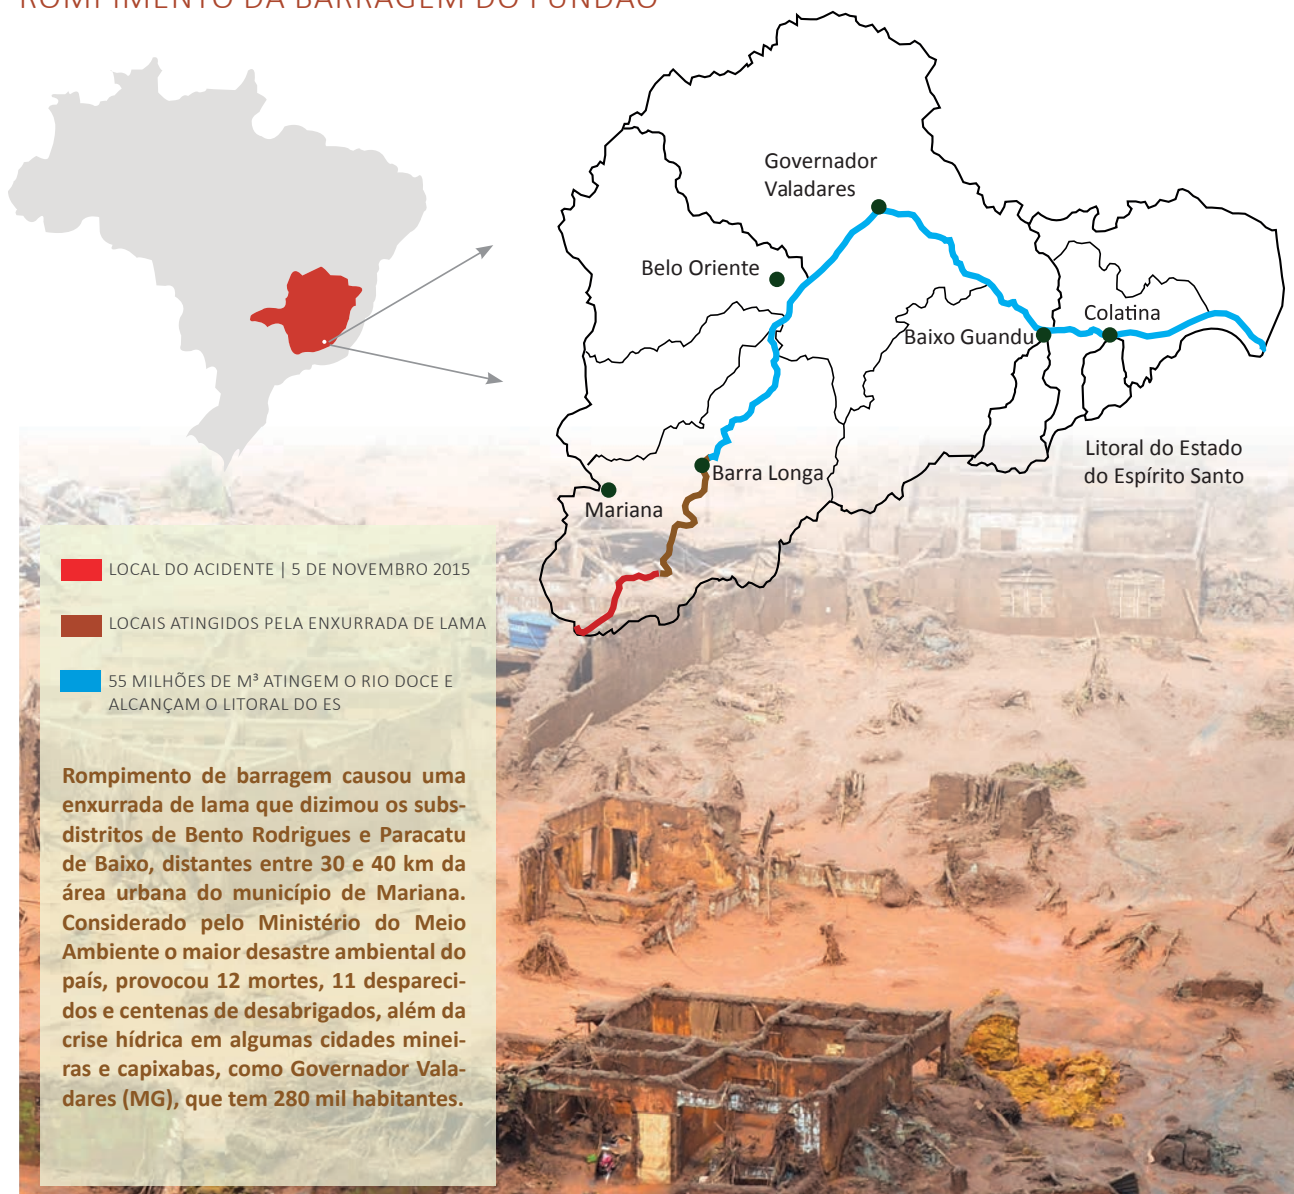 ROMPIMENTO DA BARRAGEM DO FUNDÃO
Governador
Valadares
Belo Oriente
Colatina
Baixo Guandu
Litoral do Estado
do Espírito Santo
Barra Longa
Mariana
LOCAL DO ACIDENTE | 5 DE NOVEMBRO 2015
LOCAIS ATINGIDOS PELA ENXURRADA DE LAMA
55 MILHÕES DE M³ ATINGEM O RIO DOCE E
ALCANÇAM O LITORAL DO ES
Rompimento de barragem causou uma
enxurrada de lama que dizimou os subs-
distritos de Bento Rodrigues e Paracatu
de Baixo, distantes entre 30 e 40 km da
área urbana do município de Mariana.
Considerado pelo Ministério do Meio
Ambiente o maior desastre ambiental do
país, provocou 12 mortes, 11 despareci-
dos e centenas de desabrigados, além da
crise hídrica em algumas cidades minei-
ras e capixabas, como Governador Vala-
dares (MG), que tem 280 mil habitantes.